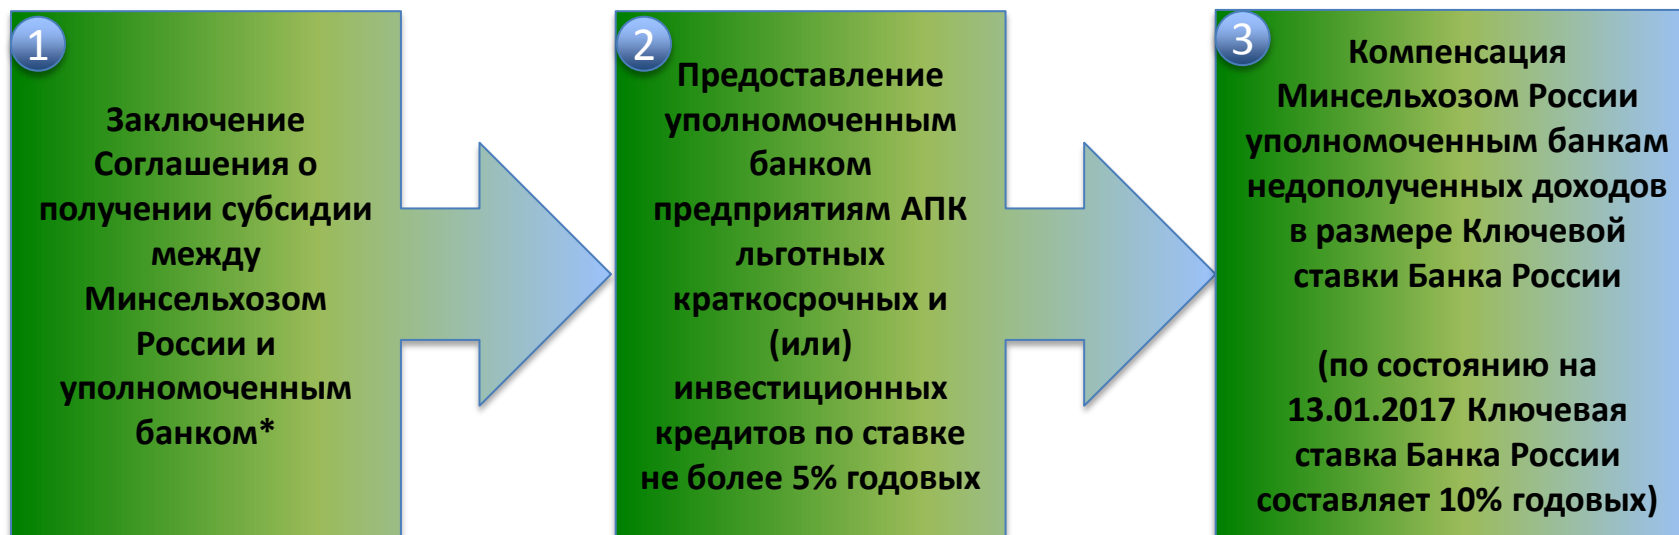 1
Заключение
Соглашения о
получении субсидии
между
Минсельхозом
России и
уполномоченным
банком*
2
Предоставление
уполномоченным
банком
предприятиям АПК
льготных
краткосрочных и
(или)
инвестиционных
кредитов по ставке
не более 5% годовых
3
Компенсация
Минсельхозом России
уполномоченным банкам
недополученных доходов
в размере Ключевой
ставки Банка России
(по состоянию на
13.01.2017 Ключевая
ставка Банка России
составляет 10% годовых)